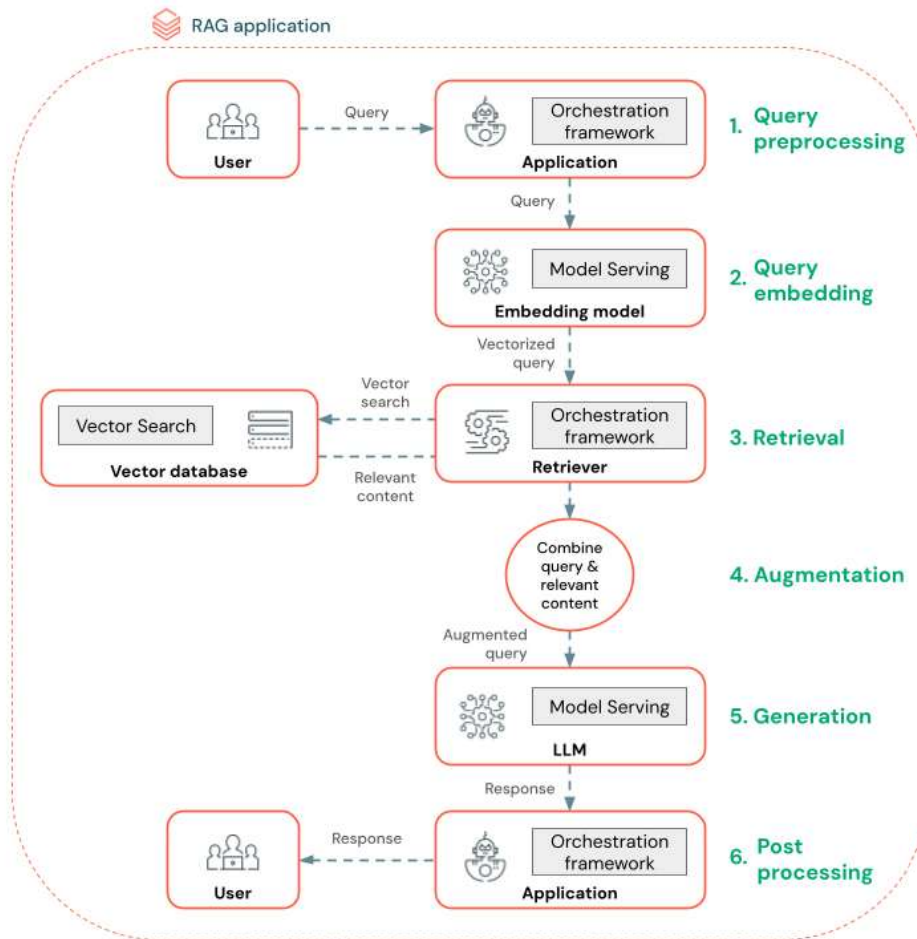 RAG application
Query
Orchestration
framework
User
Application
1. Query
preprocessing
Query
Model Serving
Embedding model
2. Query
embedding
Vectorized
query
Vector
search
Vector Search
Vector database
Relevant
content
Orchestration
framework
Retriever
3. Retrieval
Combine
query &
relevant
content
4. Augmentation
Augmented
query
Model Serving
LLM
5. Generation
Response
Response
User
Orchestration
framework
Application
6. Post
processing